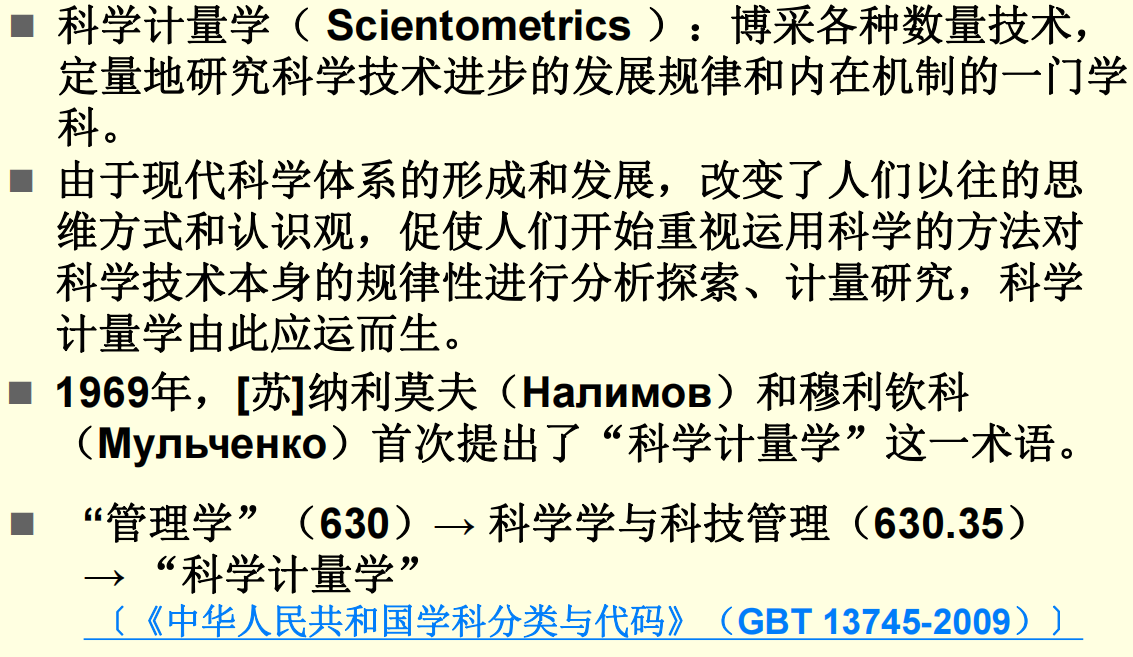 ■ 科学计量学（ Scientometrics ）：博采各种数量技术，
定量地研究科学技术进步的发展规律和内在机制的一门学
科。
■ 由于现代科学体系的形成和发展，改变了人们以往的思
维方式和认识观，促使人们开始重视运用科学的方法对
科学技术本身的规律性进行分析探索、计量研究，科学
计量学由此应运而生。
■ 1969年，[苏]纳利莫夫（Налимов）和穆利钦科
（Мульченко）首次提出了“科学计量学”这一术语。
■ “管理学”（630）→ 科学学与科技管理（630.35）
→ “科学计量学”
〔《中华人民共和国学科分类与代码》（GBT 13745-2009）〕